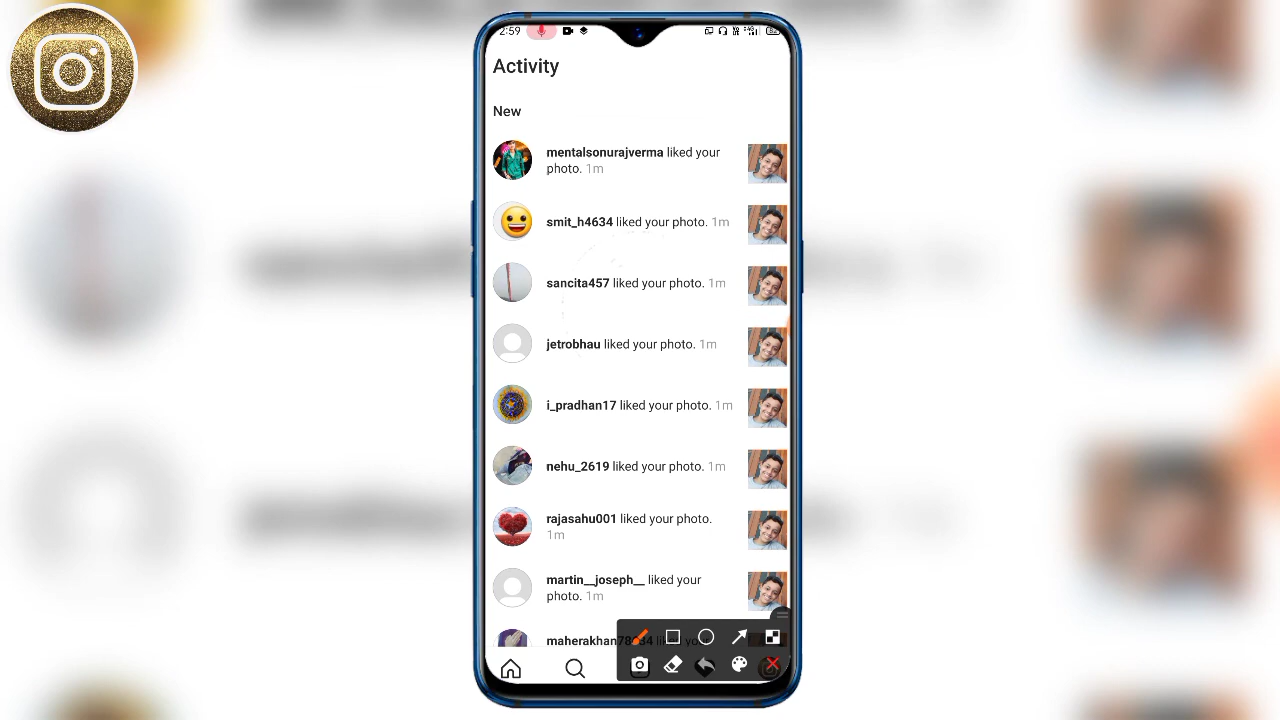 2:59
Activity
New
mentalsonurajverma liked your
photo. 1m
smit_h4634 liked your photo. 1m
sancita457 liked your photo. 1m
jetrobhau liked your photo. 1m
i_pradhan17 liked your photo. 1m
nehu_2619 liked your photo. 1m
rajasahu001 liked your photo.
1m
martin__joseph__ liked your
photo. 1m